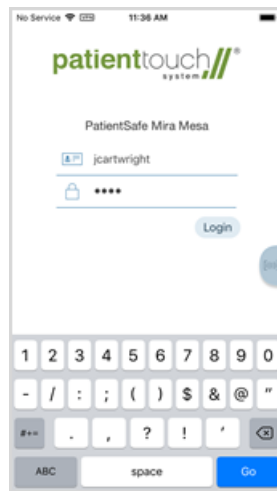 No Service 11:36 AM
patienttouch®
system
PatientSafe Mira Mesa
jcartwright
••••
Login
1 2 3 4 5 6 7 8 9 0
- / : ; ( ) $ & @ "
#+= . , ? ! '
ABC space Go